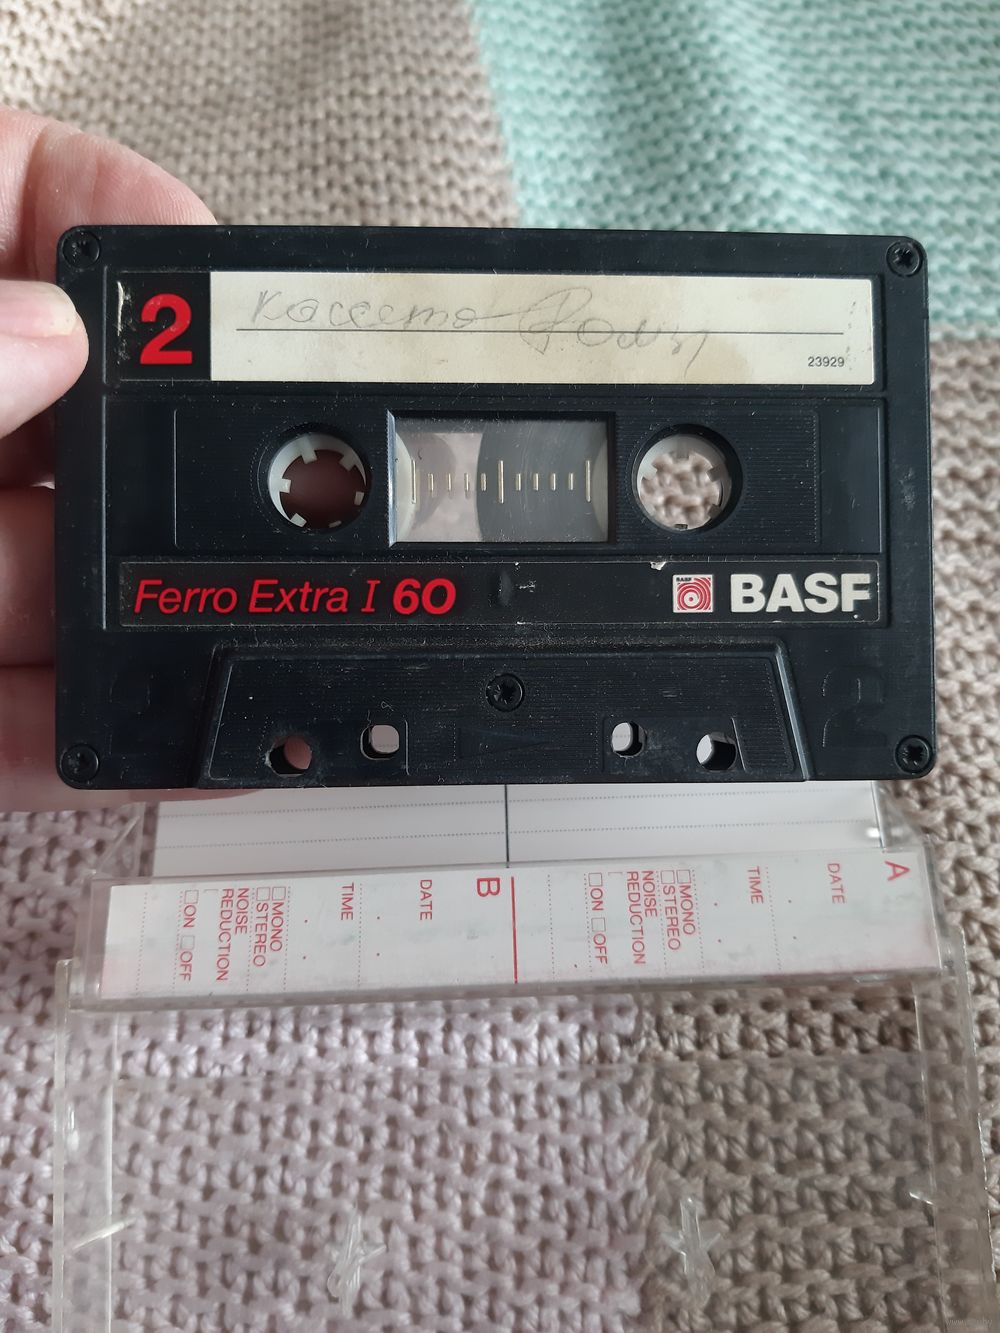 2
кассета Ромы
23929
Ferro Extra I 60
BASF
A
DATE
TIME
MONO
STEREO
NOISE
REDUCTION
ON OFF
B
DATE
TIME
MONO
STEREO
NOISE
REDUCTION
ON OFF